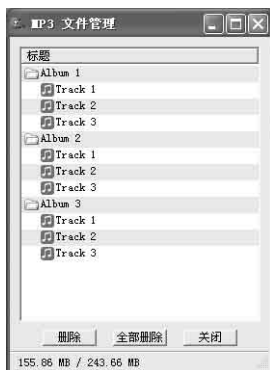 MP3 文件管理
标题
Album 1
Track 1
Track 2
Track 3
Album 2
Track 1
Track 2
Track 3
Album 3
Track 1
Track 2
Track 3
删除 全部删除 关闭
155.86 MB / 243.66 MB